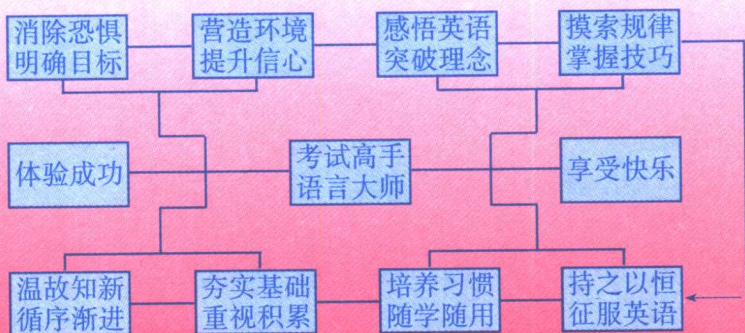 消除恐惧
明确目标
营造环境
提升信心
感悟英语
突破理念
摸索规律
掌握技巧
体验成功
考试高手
语言大师
享受快乐
温故知新
循序渐进
夯实基础
重视积累
培养习惯
随学随用
持之以恒
征服英语